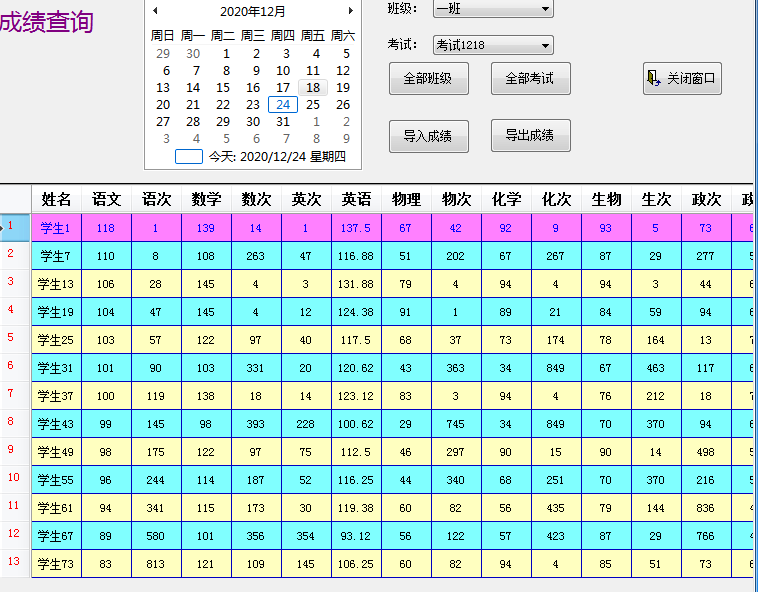 成绩查询
2020年12月
周日 周一 周二 周三 周四 周五 周六
29 30 1 2 3 4 5
6 7 8 9 10 11 12
13 14 15 16 17 18 19
20 21 22 23 24 25 26
27 28 29 30 31 1 2
3 4 5 6 7 8 9
今天: 2020/12/24 星期四
班级： 一班
考试： 考试1218
全部班级 全部考试 关闭窗口
导入成绩 导出成绩
姓名 语文 语次 数学 数次 英次 英语 物理 物次 化学 化次 生物 生次 政次
1 学生1 118 1 139 14 1 137.5 67 42 92 9 93 5 73
2 学生7 110 8 108 263 47 116.88 51 202 67 267 87 29 277
3 学生13 106 28 145 4 3 131.88 79 4 94 4 94 3 44
4 学生19 104 47 145 4 12 124.38 91 1 89 21 84 59 94
5 学生25 103 57 122 97 40 117.5 68 37 73 174 78 164 13
6 学生31 101 90 103 331 20 120.62 43 363 34 849 67 463 117
7 学生37 100 119 138 18 14 123.12 83 3 94 4 76 212 18
8 学生43 99 145 98 393 228 100.62 29 745 34 849 70 370 94
9 学生49 98 175 122 97 75 112.5 46 297 90 15 90 14 498
10 学生55 96 244 114 187 52 116.25 44 340 68 251 70 370 216
11 学生61 94 341 115 173 30 119.38 60 82 56 435 79 144 836
12 学生67 89 580 101 356 354 93.12 56 122 57 423 87 29 766
13 学生73 83 813 121 109 145 106.25 60 82 94 4 85 51 73